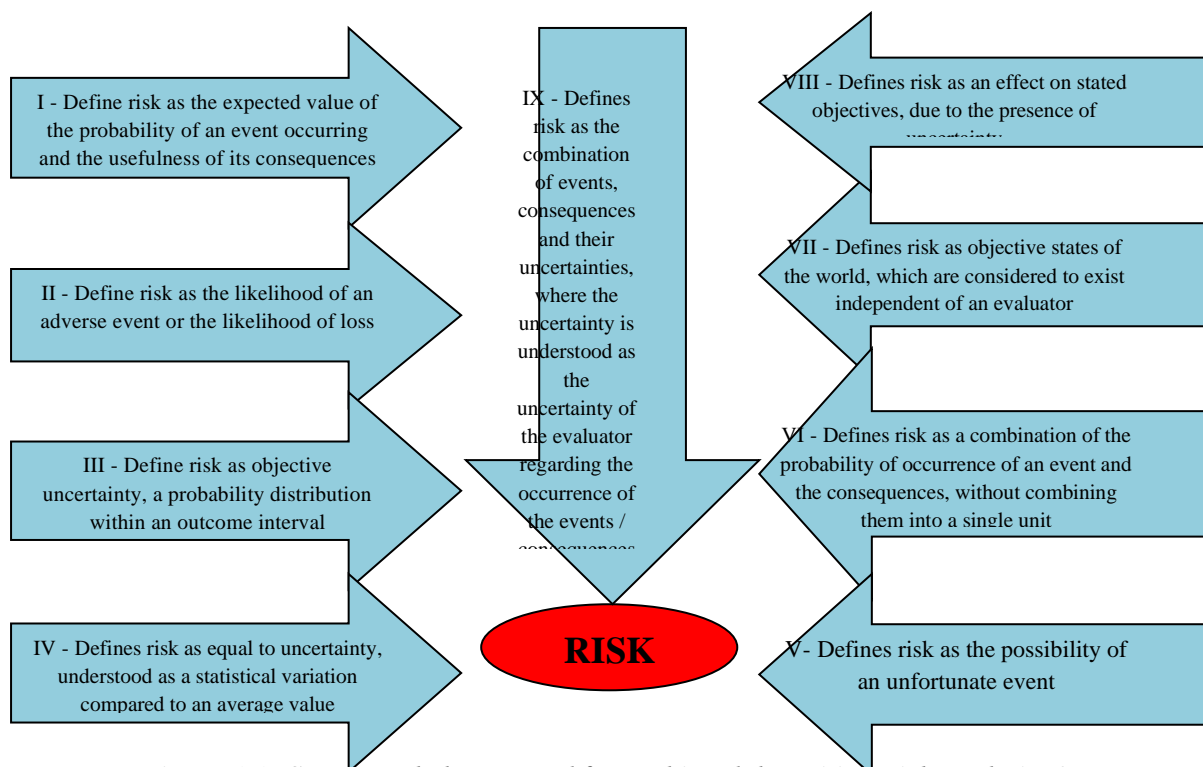 I - Define risk as the expected value of
the probability of an event occurring
and the usefulness of its consequences
II - Define risk as the likelihood of an
adverse event or the likelihood of loss
III - Define risk as objective
uncertainty, a probability distribution
within an outcome interval
IV - Defines risk as equal to uncertainty,
understood as a statistical variation
compared to an average value
IX - Defines
risk as the
combination
of events,
consequences
and their
uncertainties,
where the
uncertainty is
understood as
the
uncertainty of
the evaluator
regarding the
occurrence of
the events /
consequences
RISK
VIII - Defines risk as an effect on stated
objectives, due to the presence of
uncertainty
VII - Defines risk as objective states of
the world, which are considered to exist
independent of an evaluator
VI - Defines risk as a combination of the
probability of occurrence of an event and
the consequences, without combining
them into a single unit
V- Defines risk as the possibility of
an unfortunate event